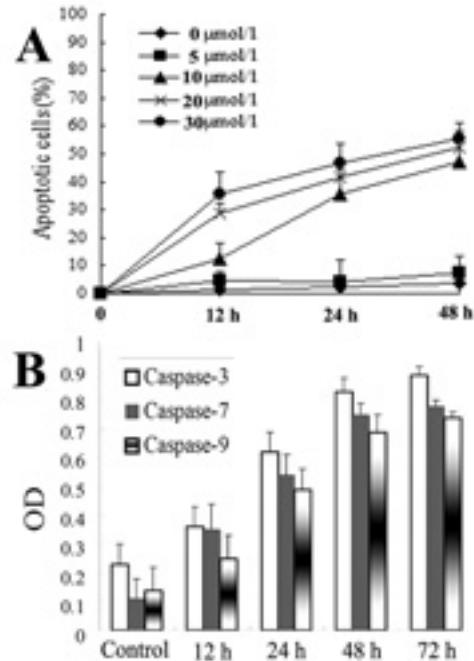 A
100
90
80
70
60
50
40
30
20
10
0
Apoptotic cells(%)
0 μmol/l
5 μmol/l
10 μmol/l
20 μmol/l
30 μmol/l
0 12 h 24 h 48 h
B
1
0.9
0.8
0.7
0.6
0.5
0.4
0.3
0.2
0.1
0
OD
Caspase-3
Caspase-7
Caspase-9
Control 12 h 24 h 48 h 72 h